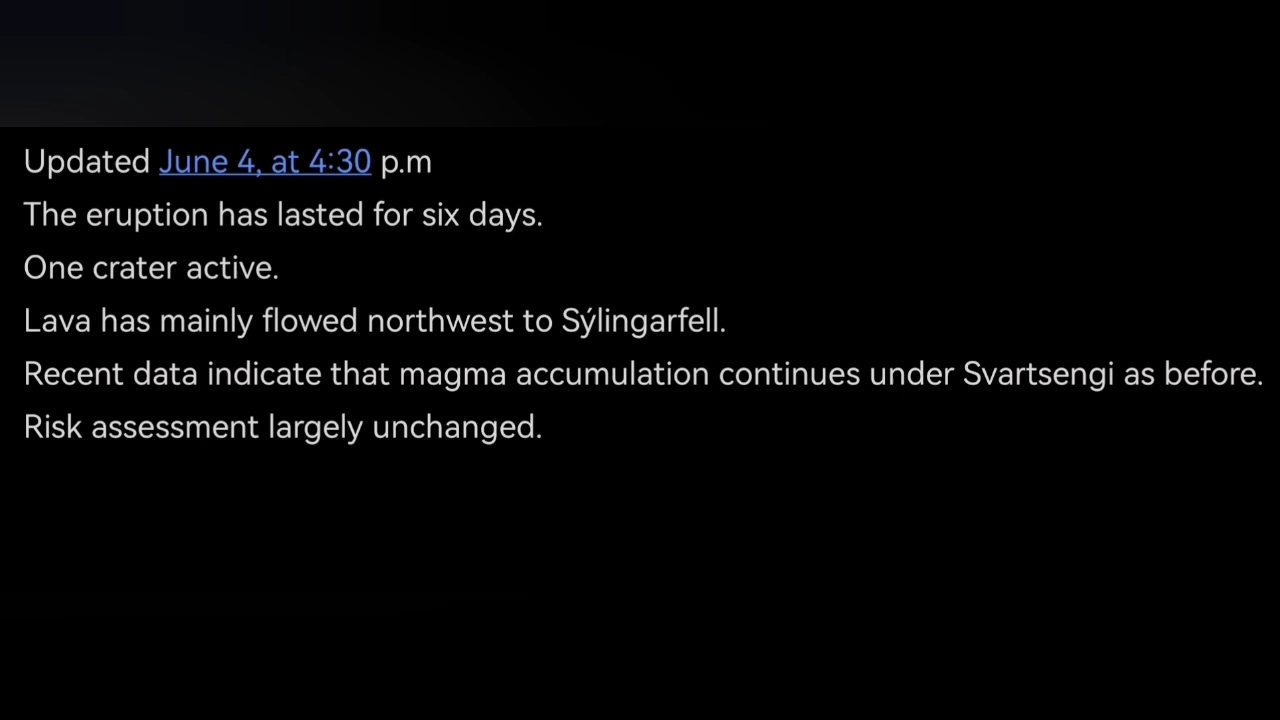 Updated June 4, at 4:30 p.m
The eruption has lasted for six days.
One crater active.
Lava has mainly flowed northwest to Sýlingarfell.
Recent data indicate that magma accumulation continues under Svartsengi as before.
Risk assessment largely unchanged.